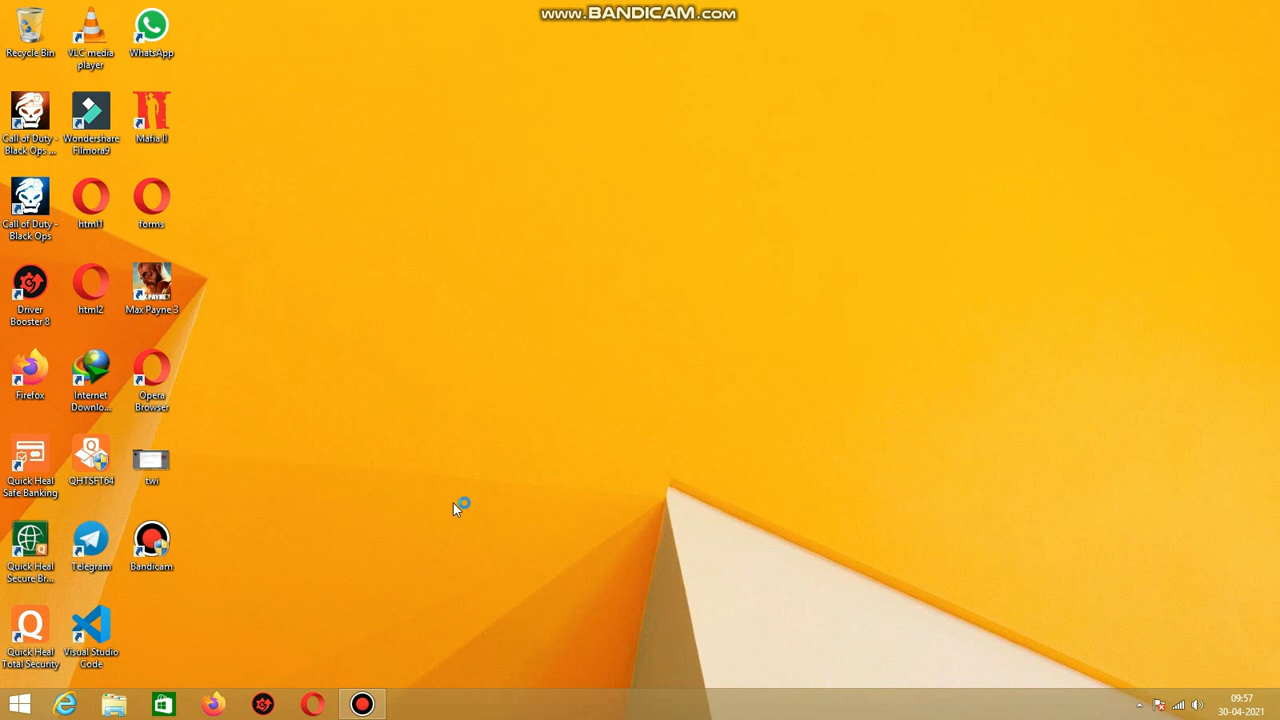 www.BANDICAM.com
Recycle Bin
VLC media
player
WhatsApp
Call of Duty -
Black Ops ...
Wondershare
Filmora9
Mafia II
Call of Duty -
Black Ops
html1
forms
Driver
Booster 8
html2
MAX PAYNE 3
Max Payne 3
Firefox
Internet
Downlo...
Opera
Browser
Quick Heal
Safe Banking
QHTSFT64
twi
Quick Heal
Secure Br...
Telegram
Bandicam
Quick Heal
Total Security
Visual Studio
Code
09:57
30-04-2021